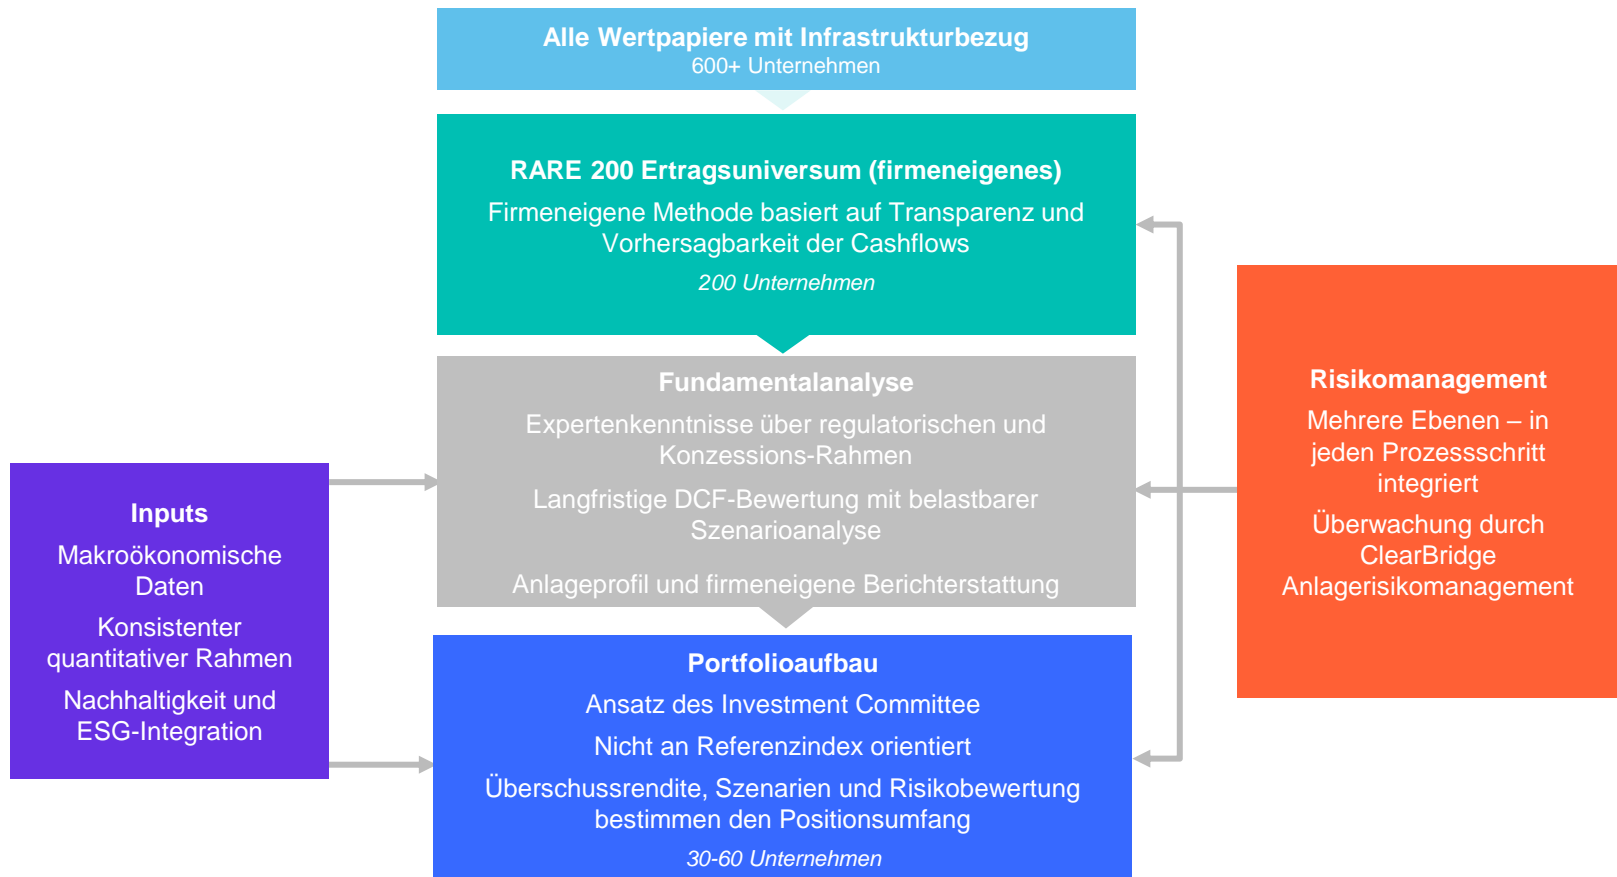 Alle Wertpapiere mit Infrastrukturbezug
600+ Unternehmen
RARE 200 Ertragsuniversum (firmeneigenes)
Firmeneigene Methode basiert auf Transparenz und
Vorhersagbarkeit der Cashflows
200 Unternehmen
Fundamentalanalyse
Expertenkenntnisse über regulatorischen und
Konzessions-Rahmen
Langfristige DCF-Bewertung mit belastbarer
Szenarioanalyse
Anlageprofil und firmeneigene Berichterstattung
Portfolioaufbau
Ansatz des Investment Committee
Nicht an Referenzindex orientiert
Überschussrendite, Szenarien und Risikobewertung
bestimmen den Positionsumfang
30-60 Unternehmen
Inputs
Makroökonomische
Daten
Konsistenter
quantitativer Rahmen
Nachhaltigkeit und
ESG-Integration
Risikomanagement
Mehrere Ebenen – in
jeden Prozessschritt
integriert
Überwachung durch
ClearBridge
Anlagerisikomanagement